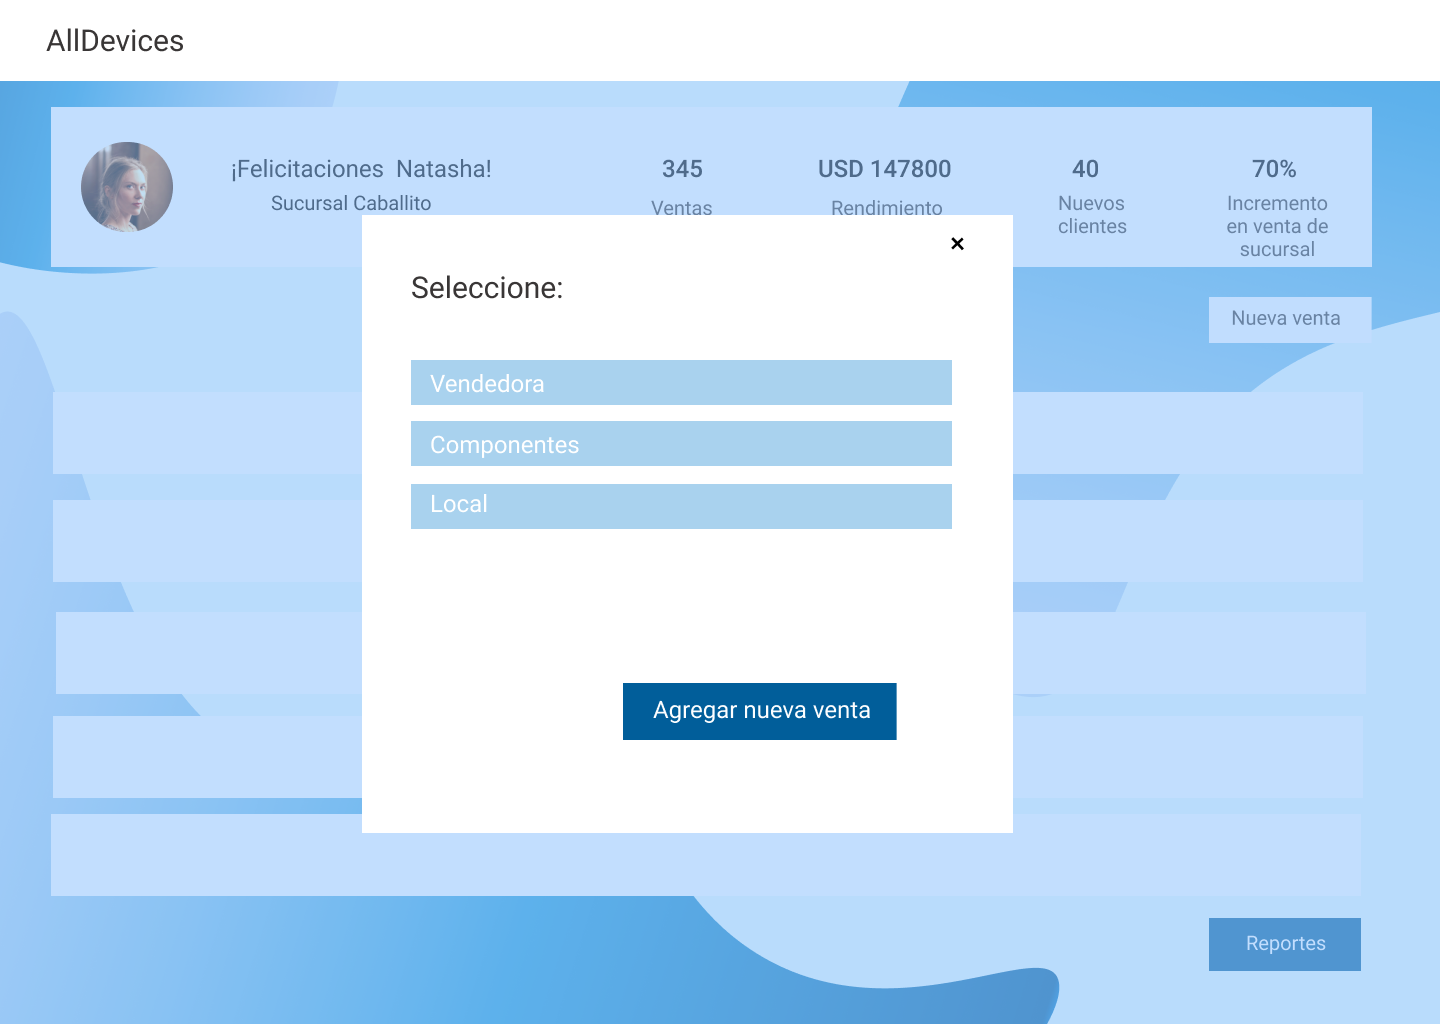 AllDevices
¡Felicitaciones Natasha!
Sucursal Caballito
345
Ventas
USD 147800
Rendimiento
40
Nuevos
clientes
70%
Incremento
en venta de
sucursal
Nueva venta
×
Seleccione:
Vendedora
Componentes
Local
Agregar nueva venta
Reportes